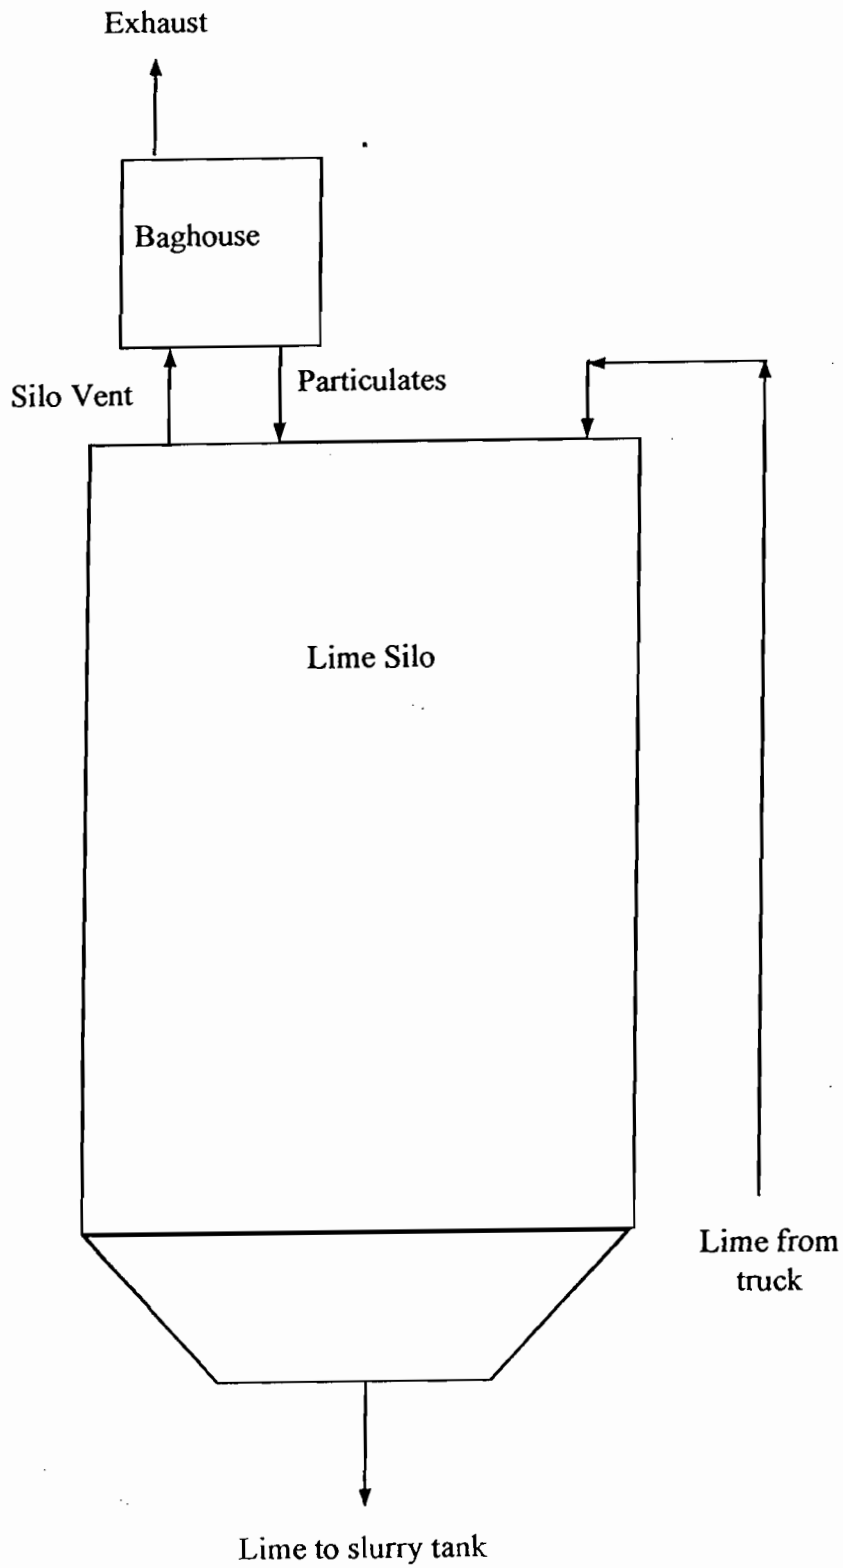 Exhaust
Baghouse
Silo Vent
Particulates
Lime Silo
Lime from
truck
Lime to slurry tank